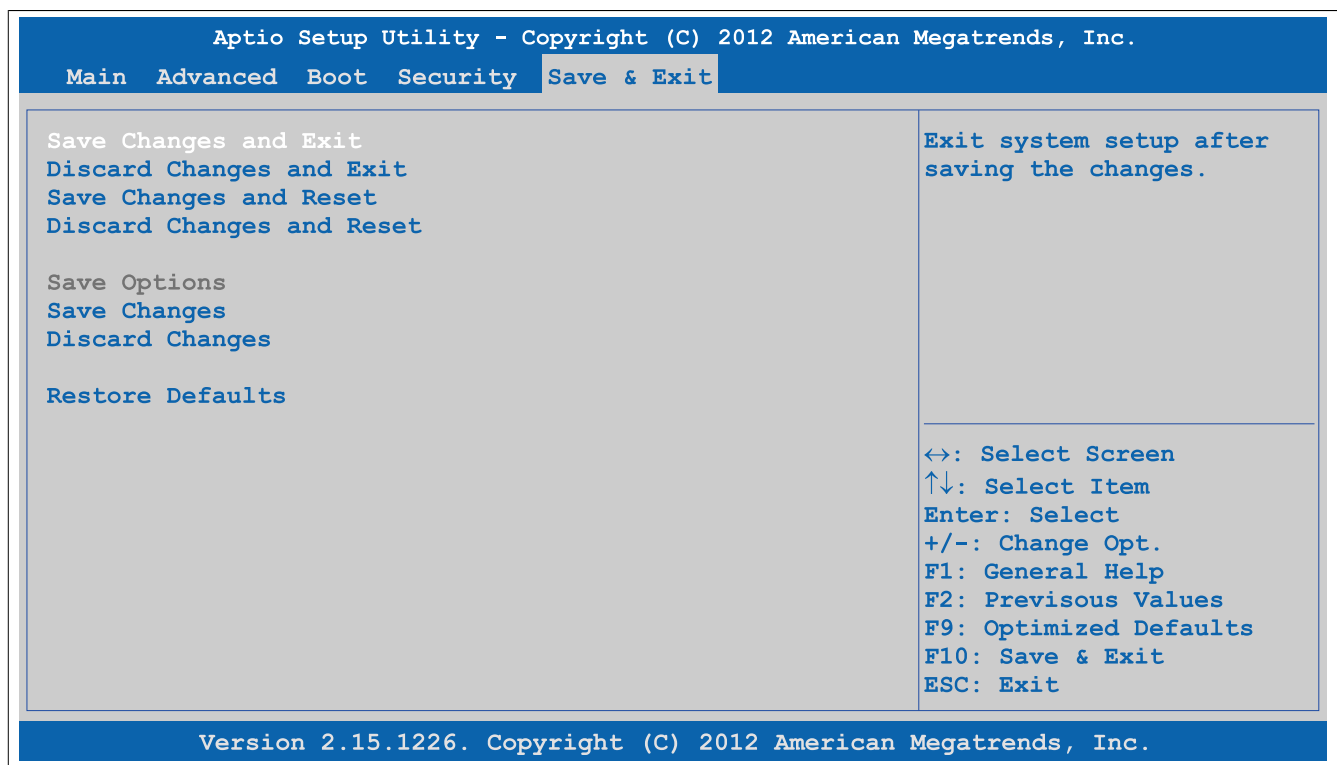 Aptio Setup Utility - Copyright (C) 2012 American Megatrends, Inc.
Main Advanced Boot Security Save & Exit
Save Changes and Exit
Discard Changes and Exit
Save Changes and Reset
Discard Changes and Reset
Save Options
Save Changes
Discard Changes
Restore Defaults
Exit system setup after
saving the changes.
↔: Select Screen
↑↓: Select Item
Enter: Select
+/-: Change Opt.
F1: General Help
F2: Previsous Values
F9: Optimized Defaults
F10: Save & Exit
ESC: Exit
Version 2.15.1226. Copyright (C) 2012 American Megatrends, Inc.